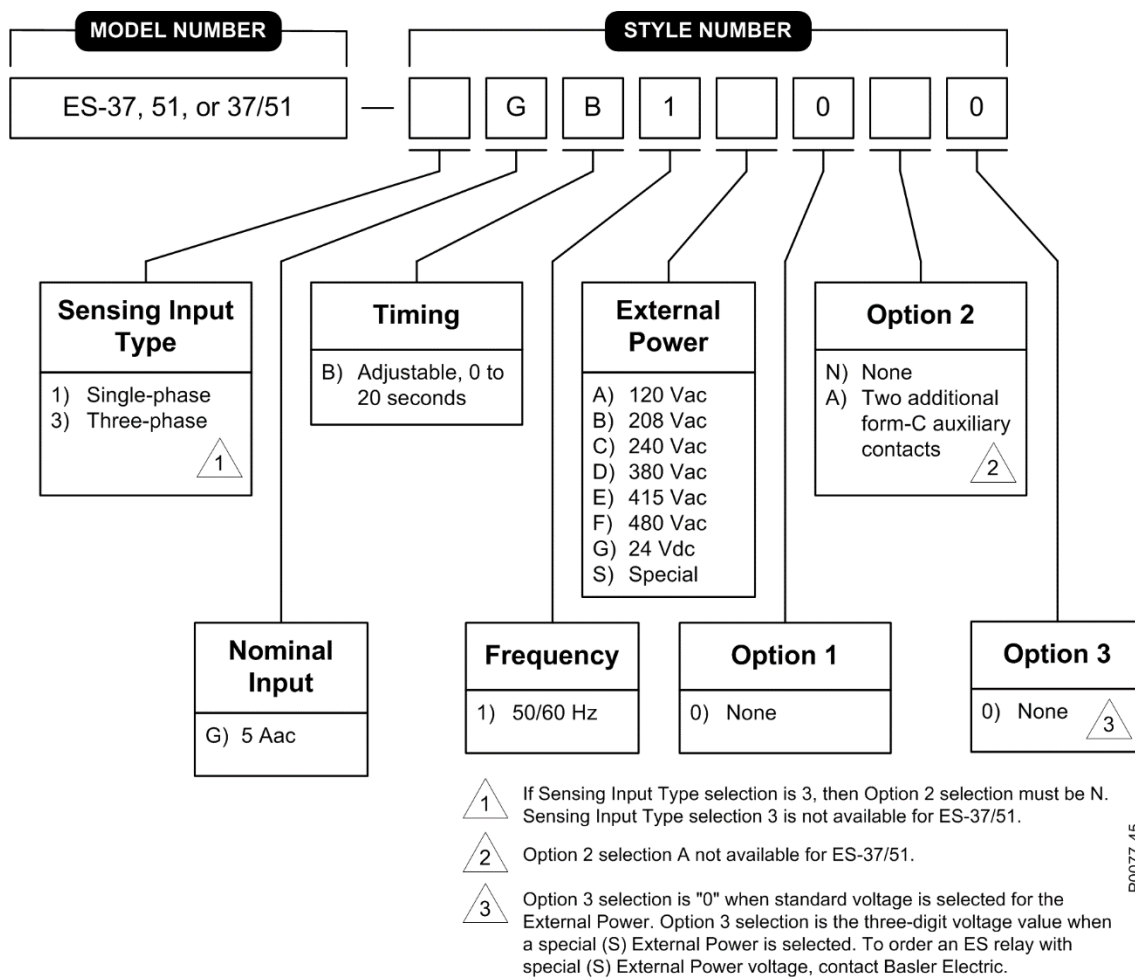 MODEL NUMBER
STYLE NUMBER
ES-37, 51, or 37/51
—
G
B
1
0
0
Sensing Input
Type
1) Single-phase
3) Three-phase
1
Timing
B) Adjustable, 0 to
20 seconds
External
Power
A) 120 Vac
B) 208 Vac
C) 240 Vac
D) 380 Vac
E) 415 Vac
F) 480 Vac
G) 24 Vdc
S) Special
Option 2
N) None
A) Two additional
form-C auxiliary
contacts
2
Nominal
Input
G) 5 Aac
Frequency
1) 50/60 Hz
Option 1
0) None
Option 3
0) None
3
1
If Sensing Input Type selection is 3, then Option 2 selection must be N.
Sensing Input Type selection 3 is not available for ES-37/51.
2
Option 2 selection A not available for ES-37/51.
3
Option 3 selection is "0" when standard voltage is selected for the
External Power. Option 3 selection is the three-digit voltage value when
a special (S) External Power is selected. To order an ES relay with
special (S) External Power voltage, contact Basler Electric.
P0077-45